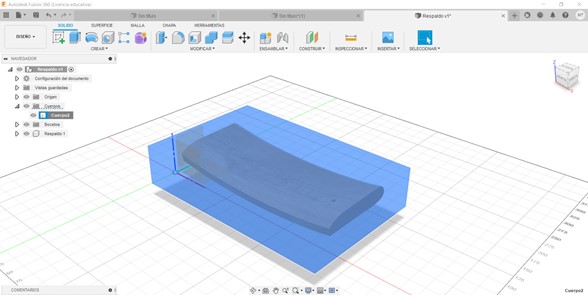 Autodesk Fusion 360 (Licencia educativa)
Sin título
Sin título*(1)
Respaldo v1*
SÓLIDO SUPERFICIE MALLA CHAPA HERRAMIENTAS
DISEÑO
CREAR
MODIFICAR
ENSAMBLAR
CONSTRUIR
INSPECCIONAR
INSERTAR
SELECCIONAR
NAVEGADOR
Respaldo v1
Configuración del documento
Vistas guardadas
Origen
Cuerpos
Cuerpo3
Bocetos
Respaldo:1
Z
COMENTARIOS
Cuerpo3